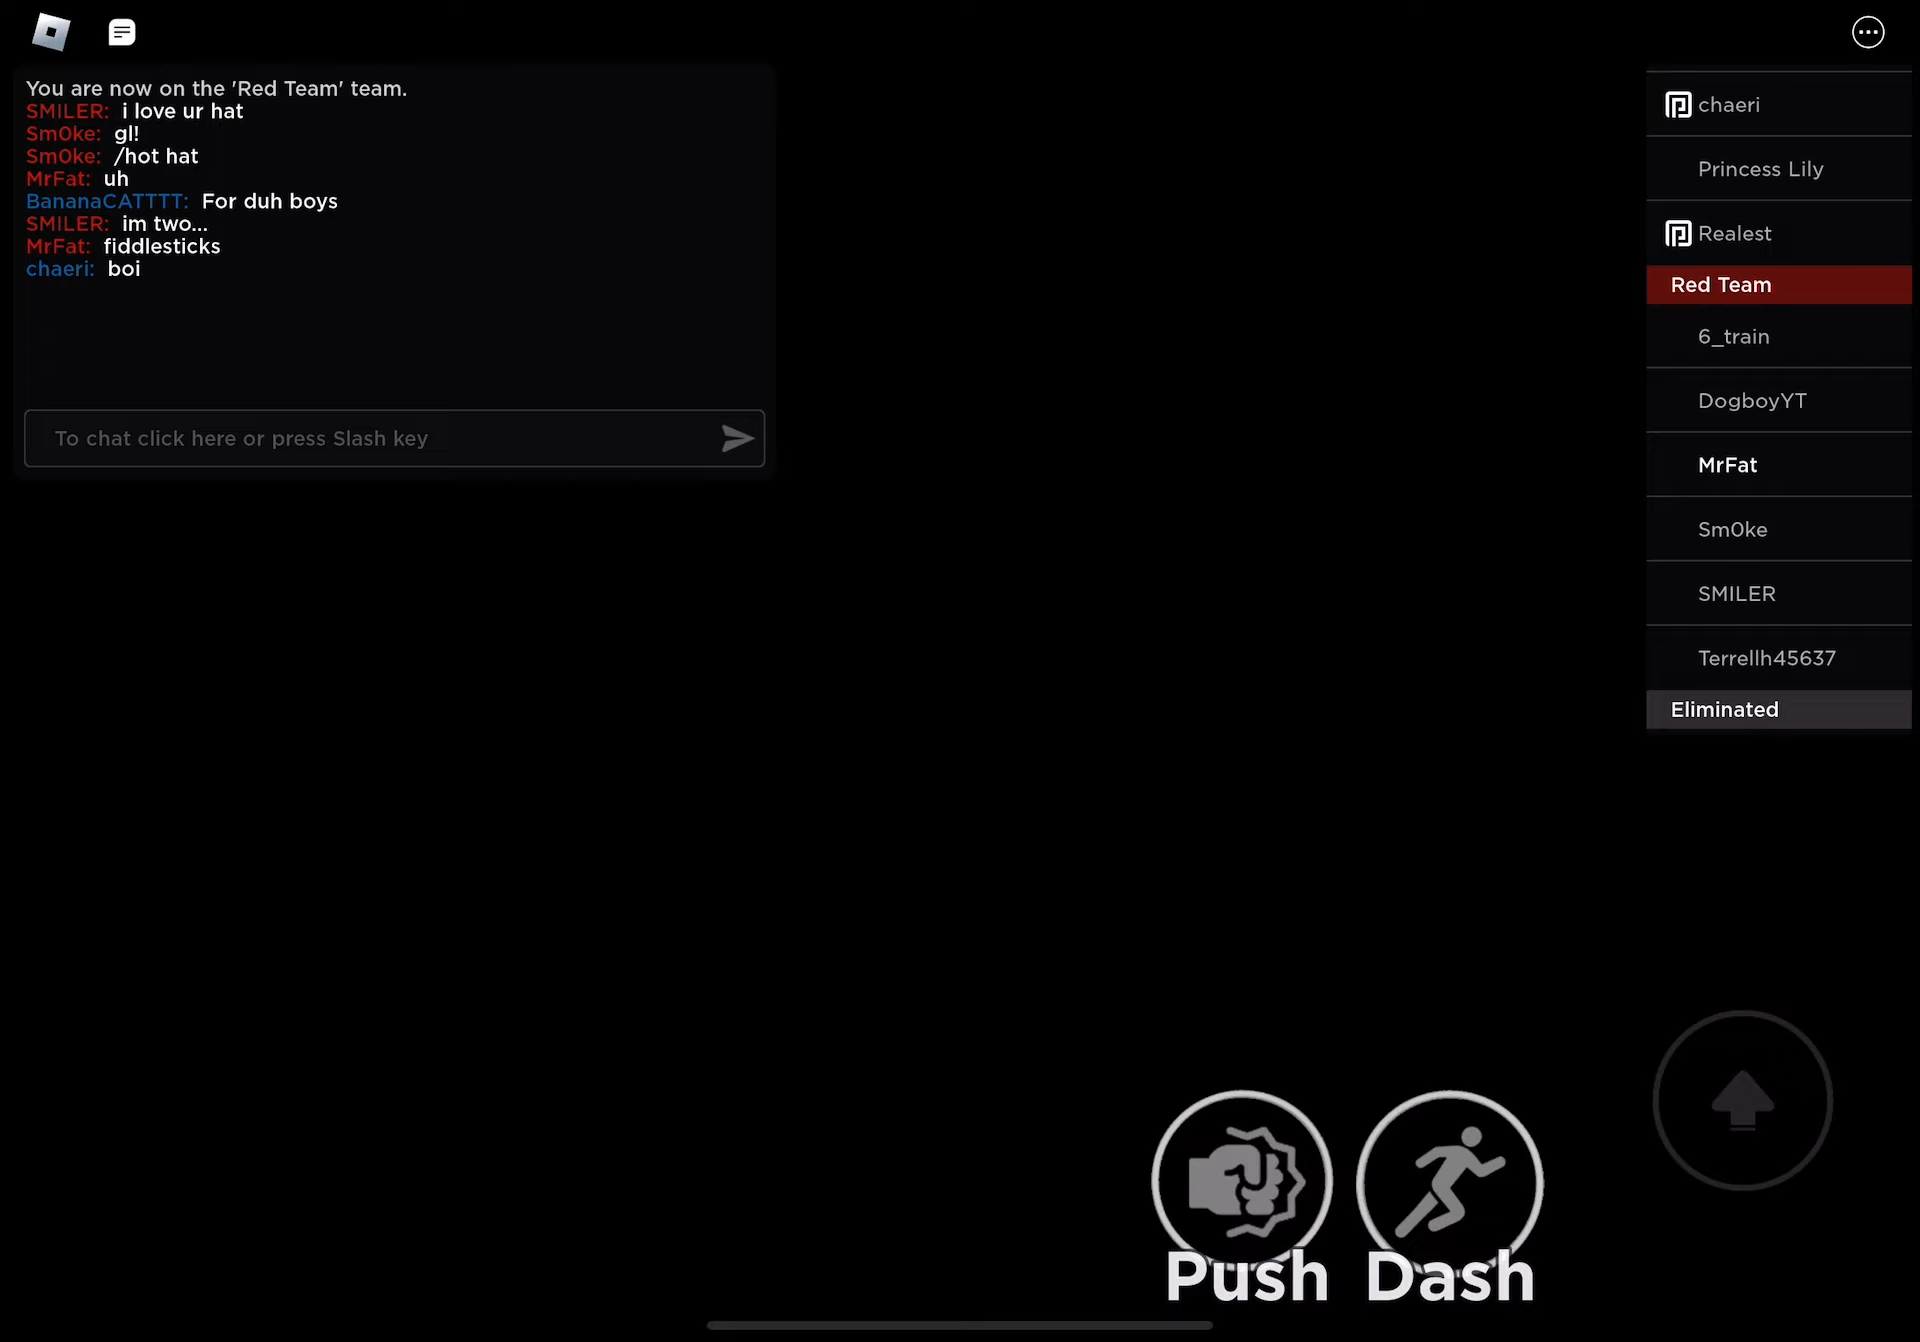 You are now on the 'Red Team' team.
SMILER: i love ur hat
Sm0ke: gl!
Sm0ke: /hot hat
MrFat: uh
BananaCATTTT: For duh boys
SMILER: im two...
MrFat: fiddlesticks
chaeri: boi
To chat click here or press Slash key
chaeri
Princess Lily
Realest
Red Team
6_train
DogboyYT
MrFat
Sm0ke
SMILER
Terrellh45637
Eliminated
Push
Dash